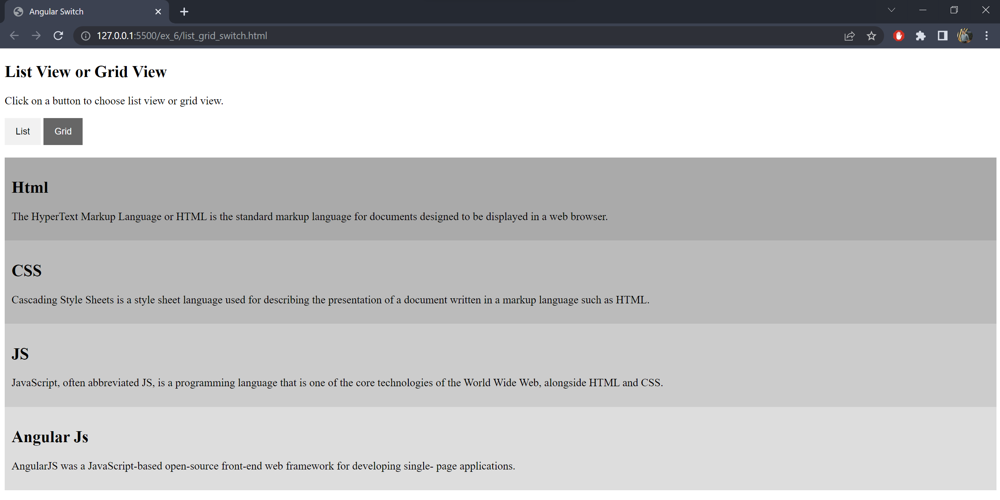 Angular Switch
127.0.0.1:5500/ex_6/list_grid_switch.html
List View or Grid View
Click on a button to choose list view or grid view.
List Grid
Html
The HyperText Markup Language or HTML is the standard markup language for documents designed to be displayed in a web browser.
CSS
Cascading Style Sheets is a style sheet language used for describing the presentation of a document written in a markup language such as HTML.
JS
JavaScript, often abbreviated JS, is a programming language that is one of the core technologies of the World Wide Web, alongside HTML and CSS.
Angular Js
AngularJS was a JavaScript-based open-source front-end web framework for developing single- page applications.